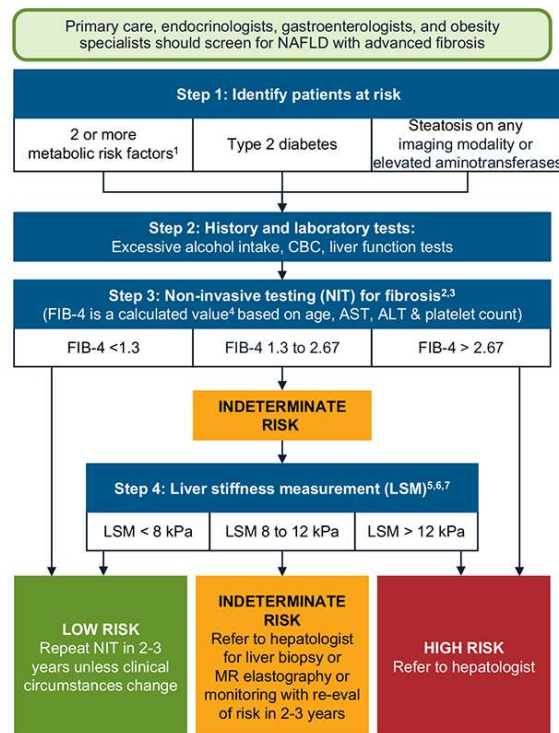 Primary care, endocrinologists, gastroenterologists, and obesity
specialists should screen for NAFLD with advanced fibrosis
Step 1: Identify patients at risk
2 or more
metabolic risk factors¹
Type 2 diabetes
Steatosis on any
imaging modality or
elevated aminotransferases
Step 2: History and laboratory tests:
Excessive alcohol intake, CBC, liver function tests
Step 3: Non-invasive testing (NIT) for fibrosis²,³
(FIB-4 is a calculated value⁴ based on age, AST, ALT & platelet count)
FIB-4 <1.3
FIB-4 1.3 to 2.67
FIB-4 > 2.67
INDETERMINATE
RISK
Step 4: Liver stiffness measurement (LSM)⁵,⁶,⁷
LSM < 8 kPa
LSM 8 to 12 kPa
LSM > 12 kPa
LOW RISK
Repeat NIT in 2-3
years unless clinical
circumstances change
INDETERMINATE
RISK
Refer to hepatologist
for liver biopsy or
MR elastography or
monitoring with re-eval
of risk in 2-3 years
HIGH RISK
Refer to hepatologist